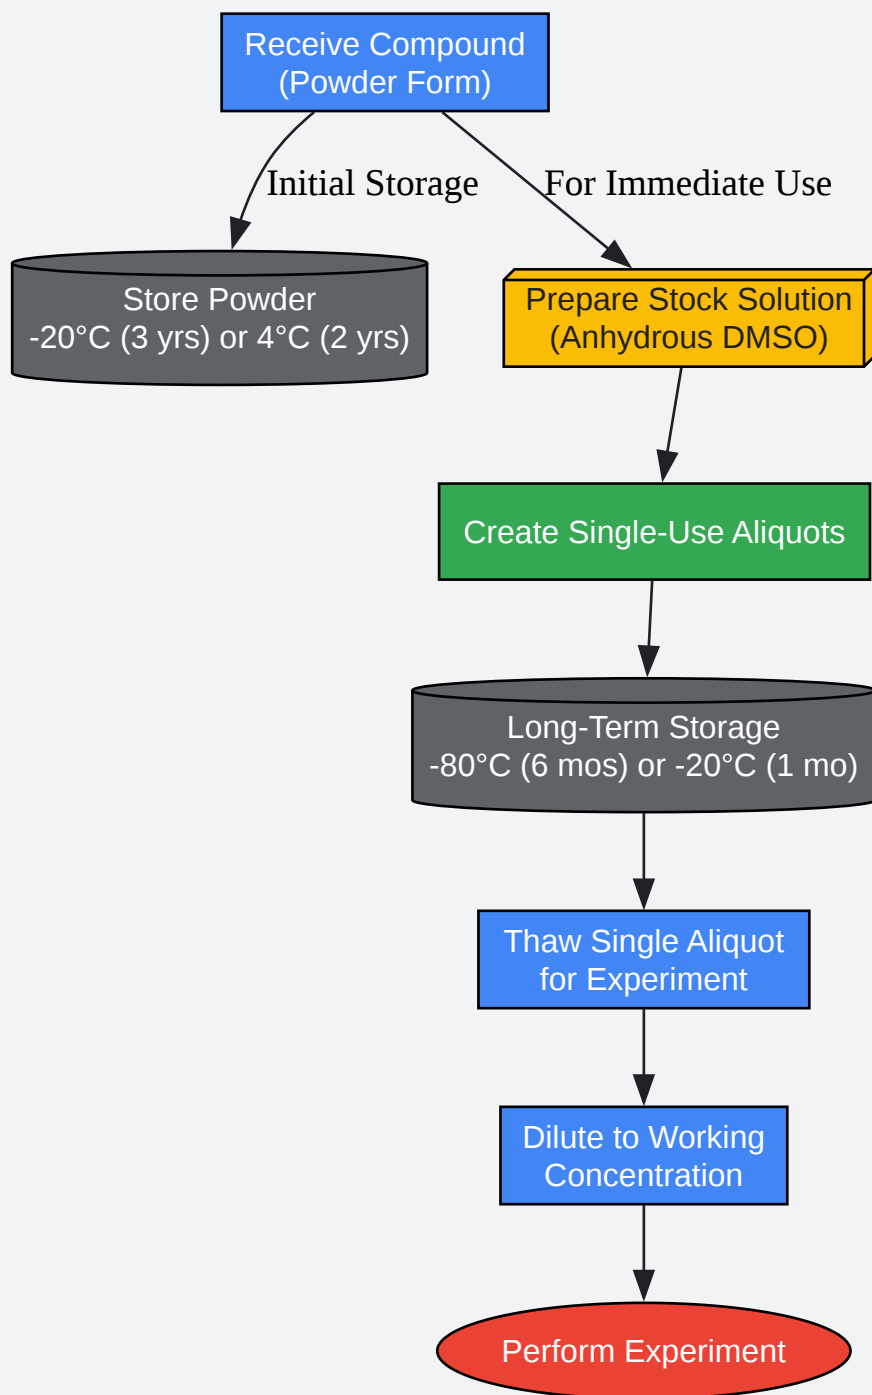 Receive Compound
(Powder Form)
Initial Storage
For Immediate Use
Store Powder
-20°C (3 yrs) or 4°C (2 yrs)
Prepare Stock Solution
(Anhydrous DMSO)
Create Single-Use Aliquots
Long-Term Storage
-80°C (6 mos) or -20°C (1 mo)
Thaw Single Aliquot
for Experiment
Dilute to Working
Concentration
Perform Experiment